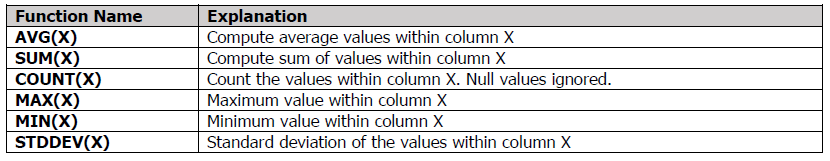 Function Name Explanation
AVG(X) Compute average values within column X
SUM(X) Compute sum of values within column X
COUNT(X) Count the values within column X. Null values ignored.
MAX(X) Maximum value within column X
MIN(X) Minimum value within column X
STDDEV(X) Standard deviation of the values within column X